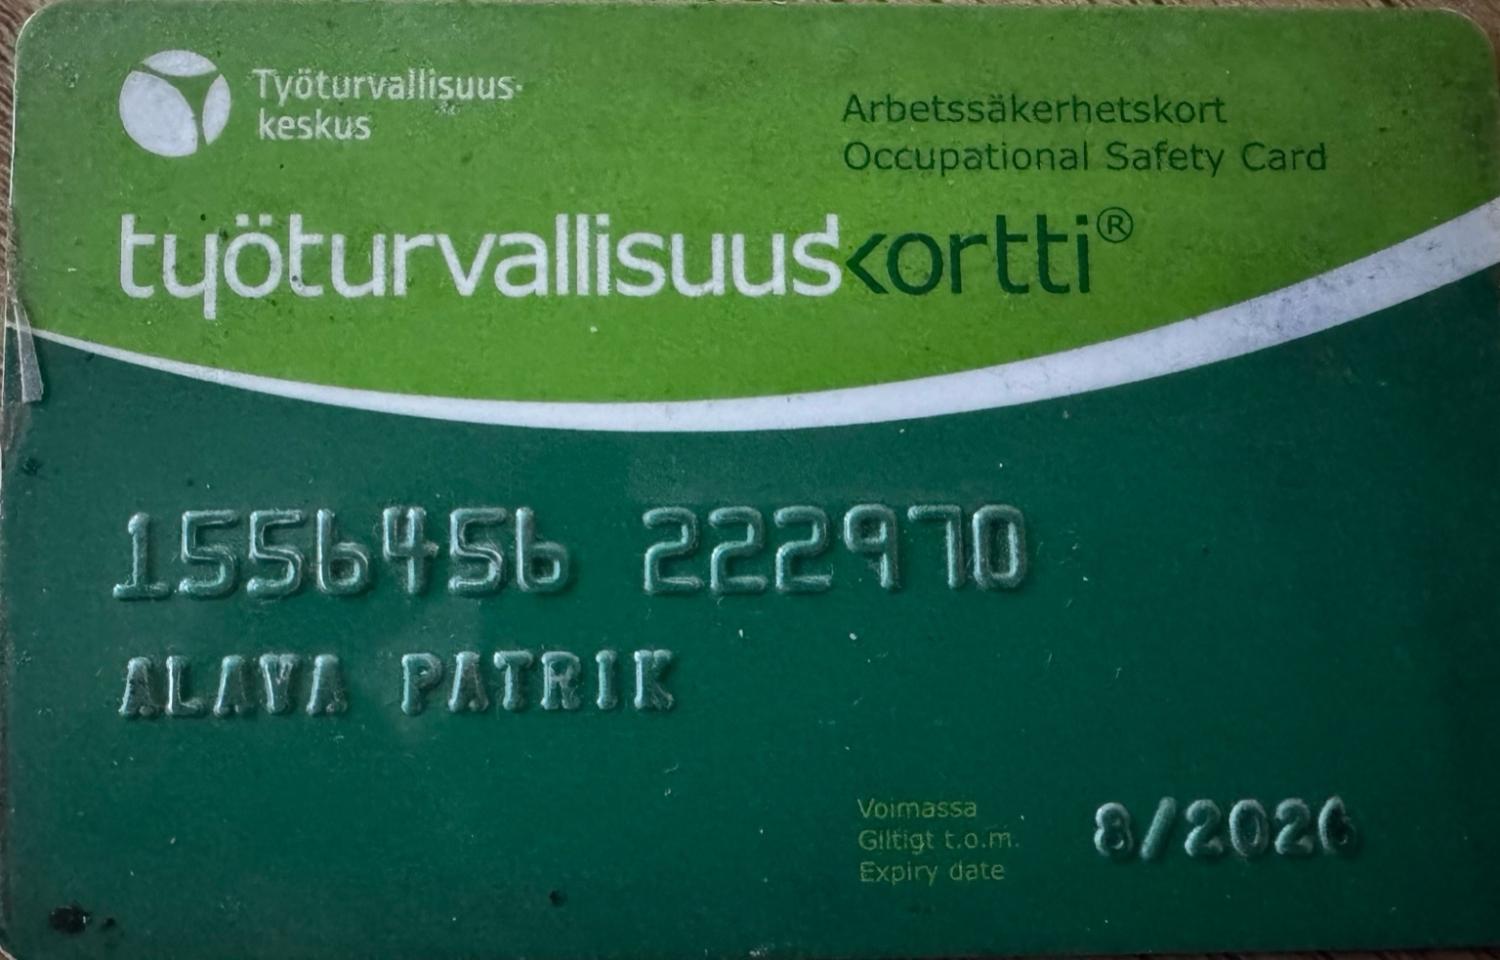 Työturvallisuus-
keskus
Arbetssäkerhetskort
Occupational Safety Card
työturvallisuuskortti®
1556456 222970
ALAVA PATRIK
Voimassa
Giltigt t.o.m.
Expiry date
8/2026